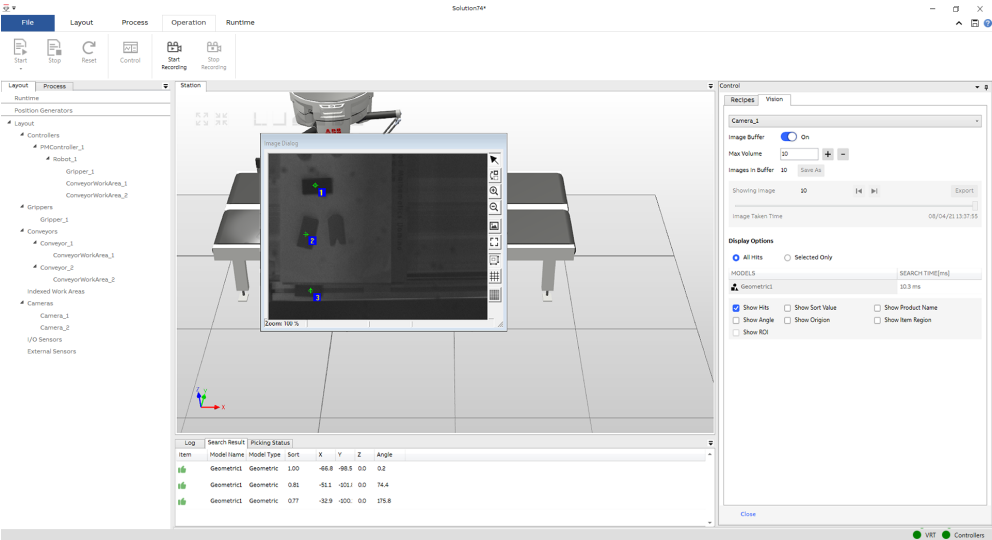 Solution74*
File Layout Process Operation Runtime
Start Stop Reset Control Start Recording Stop Recording
Layout Process
Runtime
Position Generators
Layout
Controllers
PMController_1
Robot_1
Gripper_1
ConveyorWorkArea_1
ConveyorWorkArea_2
Grippers
Gripper_1
Conveyors
Conveyor_1
ConveyorWorkArea_1
Conveyor_2
ConveyorWorkArea_2
Indexed Work Areas
Cameras
Camera_1
Camera_2
I/O Sensors
External Sensors
Station
ABB
Image Dialog
1
2
3
Zoom: 100 %
Z Y X
Log Search Result Picking Status
Item Model Name Model Type Sort X Y Z Angle
Geometric1 Geometric 1.00 -66.8 -98.5 0.0 0.2
Geometric1 Geometric 0.81 -51.1 -101.( 0.0 74.4
Geometric1 Geometric 0.77 -32.9 -100. 0.0 175.8
Control
Recipes Vision
Camera_1
Image Buffer On
Max Volume 10 + -
Images In Buffer 10 Save As
Showing Image 10 Export
Image Taken Time 08/04/21 13:37:55
Display Options
All Hits Selected Only
MODELS SEARCH TIME[ms]
Geometric1 10.3 ms
Show Hits Show Sort Value Show Product Name
Show Angle Show Origion Show Item Region
Show ROI
Close
VRT Controllers